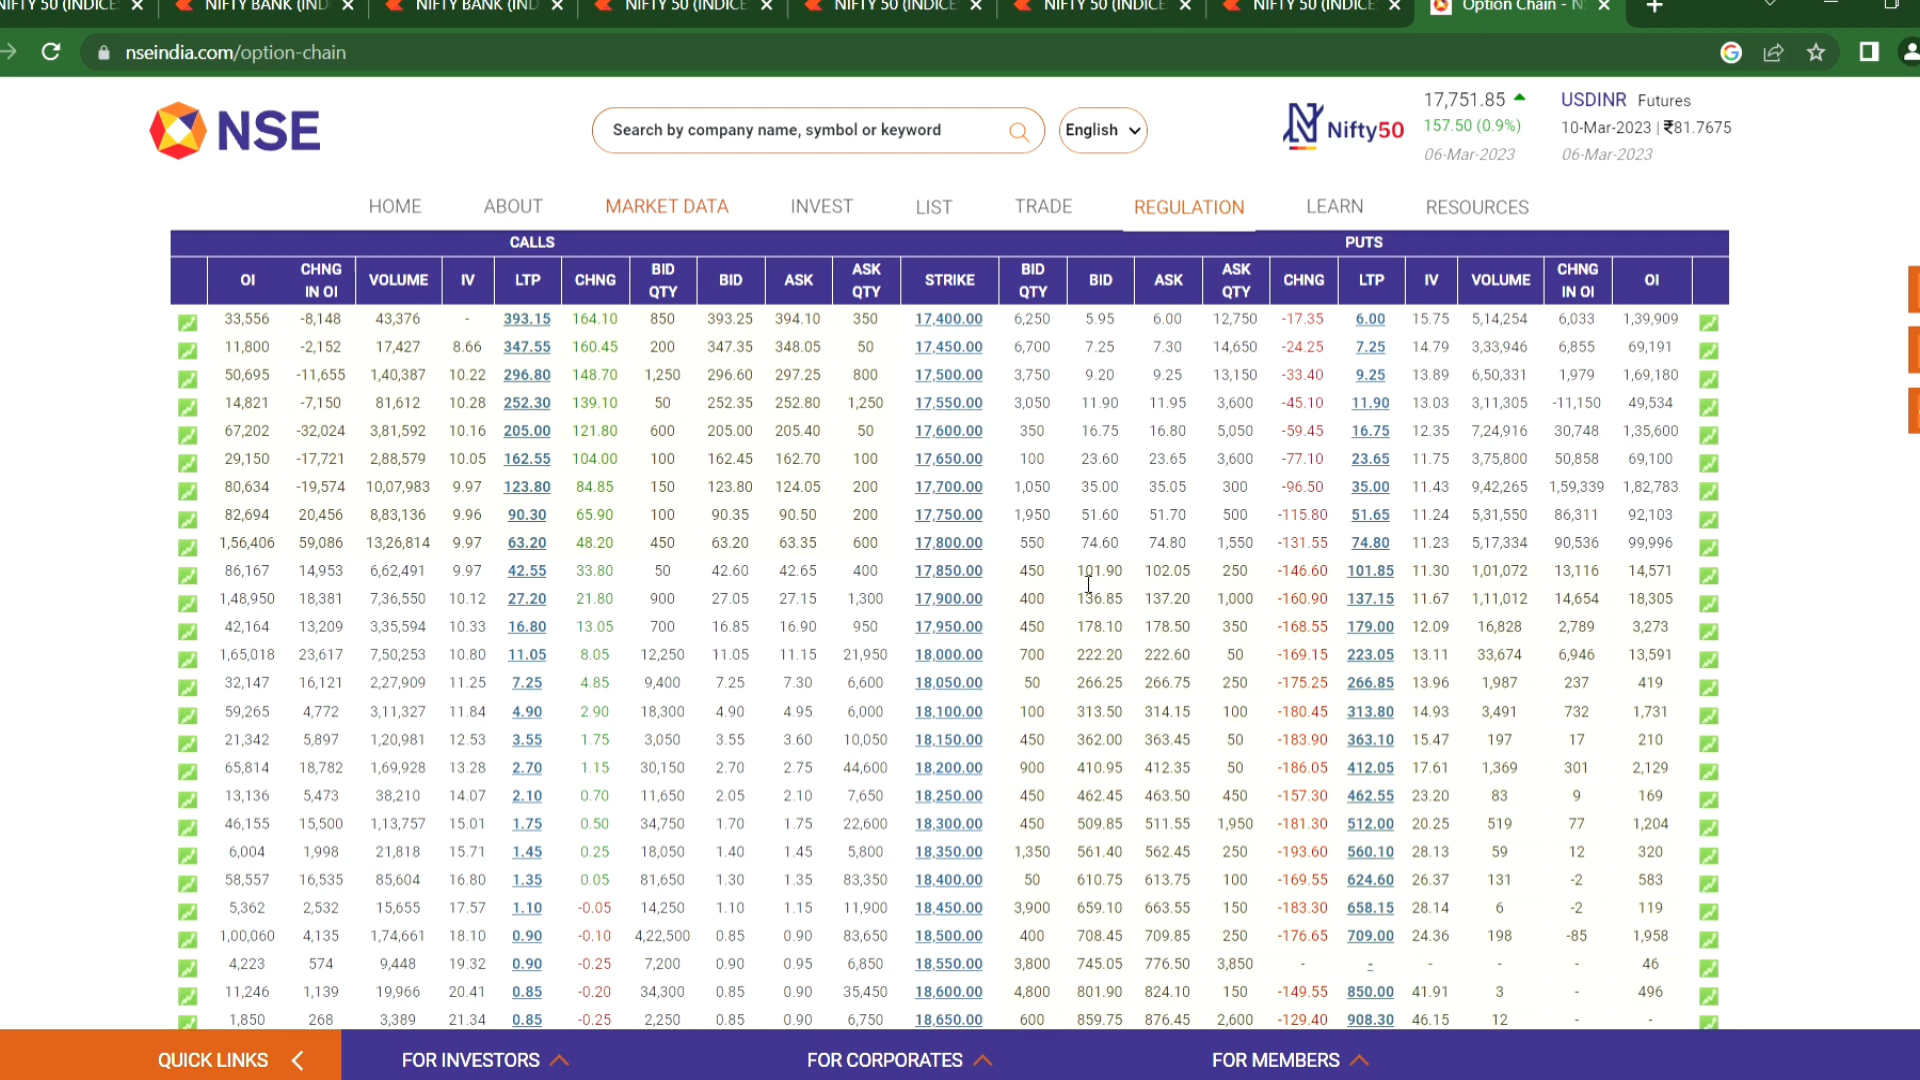 NIFTY 50 (INDICE NIFTY BANK (IND NIFTY BANK (IND NIFTY 50 (INDICE NIFTY 50 (INDICE NIFTY 50 (INDICE NIFTY 50 (INDICE Option Chain - N
nseindia.com/option-chain
NSE
Search by company name, symbol or keyword
English
Nifty50
17,751.85
157.50 (0.9%)
06-Mar-2023
USDINR Futures
10-Mar-2023 | ₹81.7675
06-Mar-2023
HOME ABOUT MARKET DATA INVEST LIST TRADE REGULATION LEARN RESOURCES
CALLS PUTS
OI CHNG IN OI VOLUME IV LTP CHNG BID QTY BID ASK ASK QTY STRIKE BID QTY BID ASK ASK QTY CHNG LTP IV VOLUME CHNG IN OI OI
33,556 -8,148 43,376 - 393.15 164.10 850 393.25 394.10 350 17,400.00 6,250 5.95 6.00 12,750 -17.35 6.00 15.75 5,14,254 6,033 1,39,909
11,800 -2,152 17,427 8.66 347.55 160.45 200 347.35 348.05 50 17,450.00 6,700 7.25 7.30 14,650 -24.25 7.25 14.79 3,33,946 6,855 69,191
50,695 -11,655 1,40,387 10.22 296.80 148.70 1,250 296.60 297.25 800 17,500.00 3,750 9.20 9.25 13,150 -33.40 9.25 13.89 6,50,331 1,979 1,69,180
14,821 -7,150 81,612 10.28 252.30 139.10 50 252.35 252.80 1,250 17,550.00 3,050 11.90 11.95 3,600 -45.10 11.90 13.03 3,11,305 -11,150 49,534
67,202 -32,024 3,81,592 10.16 205.00 121.80 600 205.00 205.40 50 17,600.00 350 16.75 16.80 5,050 -59.45 16.75 12.35 7,24,916 30,748 1,35,600
29,150 -17,721 2,88,579 10.05 162.55 104.00 100 162.45 162.70 100 17,650.00 100 23.60 23.65 3,600 -77.10 23.65 11.75 3,75,800 50,858 69,100
80,634 -19,574 10,07,983 9.97 123.80 84.85 150 123.80 124.05 200 17,700.00 1,050 35.00 35.05 300 -96.50 35.00 11.43 9,42,265 1,59,339 1,82,783
82,694 20,456 8,83,136 9.96 90.30 65.90 100 90.35 90.50 200 17,750.00 1,950 51.60 51.70 500 -115.80 51.65 11.24 5,31,550 86,311 92,103
1,56,406 59,086 13,26,814 9.97 63.20 48.20 450 63.20 63.35 600 17,800.00 550 74.60 74.80 1,550 -131.55 74.80 11.23 5,17,334 90,536 99,996
86,167 14,953 6,62,491 9.97 42.55 33.80 50 42.60 42.65 400 17,850.00 450 101.90 102.05 250 -146.60 101.85 11.30 1,01,072 13,116 14,571
1,48,950 18,381 7,36,550 10.12 27.20 21.80 900 27.05 27.15 1,300 17,900.00 400 136.85 137.20 1,000 -160.90 137.15 11.67 1,11,012 14,654 18,305
42,164 13,209 3,35,594 10.33 16.80 13.05 700 16.85 16.90 950 17,950.00 450 178.10 178.50 350 -168.55 179.00 12.09 16,828 2,789 3,273
1,65,018 23,617 7,50,253 10.80 11.05 8.05 12,250 11.05 11.15 21,950 18,000.00 700 222.20 222.60 50 -169.15 223.05 13.11 33,674 6,946 13,591
32,147 16,121 2,27,909 11.25 7.25 4.85 9,400 7.25 7.30 6,600 18,050.00 50 266.25 266.75 250 -175.25 266.85 13.96 1,987 237 419
59,265 4,772 3,11,327 11.84 4.90 2.90 18,300 4.90 4.95 6,000 18,100.00 100 313.50 314.15 100 -180.45 313.80 14.93 3,491 732 1,731
21,342 5,897 1,20,981 12.53 3.55 1.75 3,050 3.55 3.60 10,050 18,150.00 450 362.00 363.45 50 -183.90 363.10 15.47 197 17 210
65,814 18,782 1,69,928 13.28 2.70 1.15 30,150 2.70 2.75 44,600 18,200.00 900 410.95 412.35 50 -186.05 412.05 17.61 1,369 301 2,129
13,136 5,473 38,210 14.07 2.10 0.70 11,650 2.05 2.10 7,650 18,250.00 450 462.45 463.50 450 -157.30 462.55 23.20 83 9 169
46,155 15,500 1,13,757 15.01 1.75 0.50 34,750 1.70 1.75 22,600 18,300.00 450 509.85 511.55 1,950 -181.30 512.00 20.25 519 77 1,204
6,004 1,998 21,818 15.71 1.45 0.25 18,050 1.40 1.45 5,800 18,350.00 1,350 561.40 562.45 250 -193.60 560.10 28.13 59 12 320
58,557 16,535 85,604 16.80 1.35 0.05 81,650 1.30 1.35 83,350 18,400.00 50 610.75 613.75 100 -169.55 624.60 26.37 131 -2 583
5,362 2,532 15,655 17.57 1.10 -0.05 14,250 1.10 1.15 11,900 18,450.00 3,900 659.10 663.55 150 -183.30 658.15 28.14 6 -2 119
1,00,060 4,135 1,74,661 18.10 0.90 -0.10 4,22,500 0.85 0.90 83,650 18,500.00 400 708.45 709.85 250 -176.65 709.00 24.36 198 -85 1,958
4,223 574 9,448 19.32 0.90 -0.25 7,200 0.90 0.95 6,850 18,550.00 3,800 745.05 776.50 3,850 - - - - - 46
11,246 1,139 19,966 20.41 0.85 -0.20 34,300 0.85 0.90 35,450 18,600.00 4,800 801.90 824.10 150 -149.55 850.00 41.91 3 - 496
1,850 268 3,389 21.34 0.85 -0.25 2,250 0.85 0.90 6,750 18,650.00 600 859.75 876.45 2,600 -129.40 908.30 46.15 12 - -
QUICK LINKS FOR INVESTORS FOR CORPORATES FOR MEMBERS